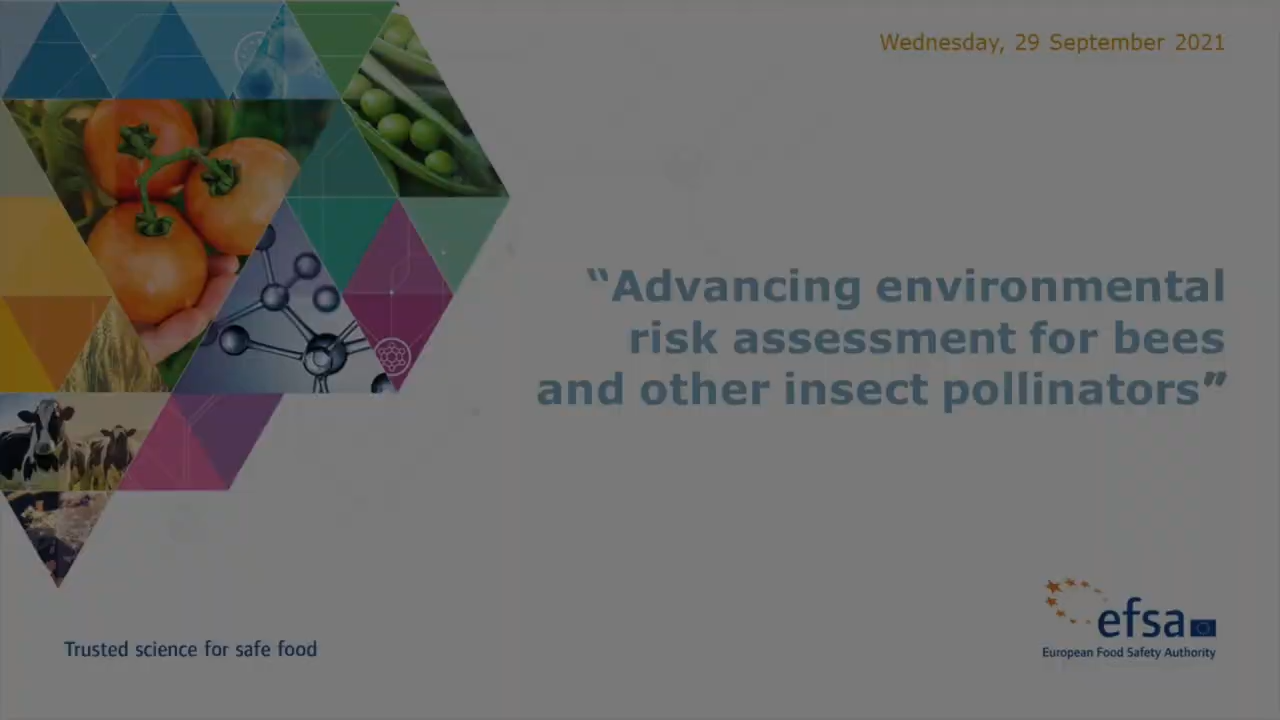 Wednesday, 29 September 2021
“Advancing environmental
risk assessment for bees
and other insect pollinators”
Trusted science for safe food
efsa
European Food Safety Authority